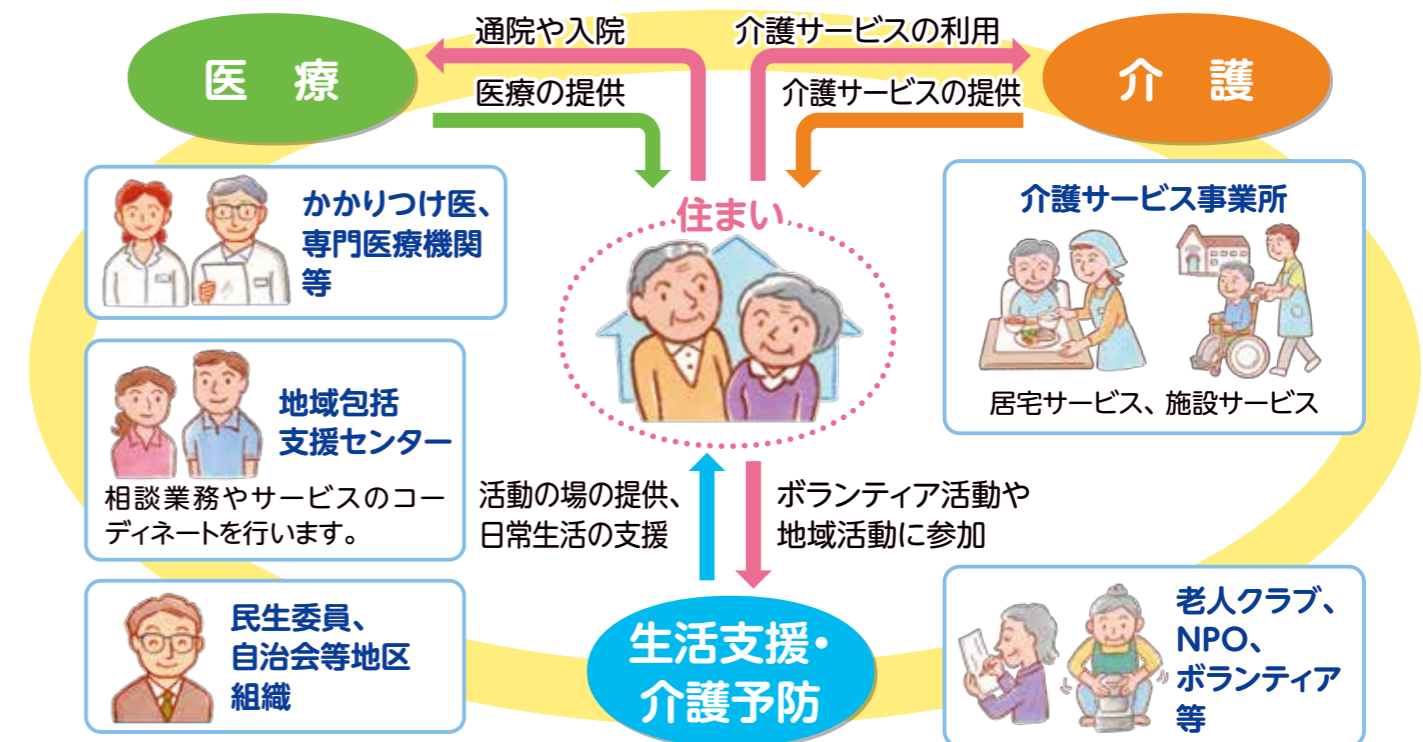 医療
通院や入院
医療の提供
介護サービスの利用
介護サービスの提供
介護
かかりつけ医、
専門医療機関
等
住まい
介護サービス事業所
居宅サービス、施設サービス
地域包括
支援センター
相談業務やサービスのコー
ディネートを行います。
活動の場の提供、
日常生活の支援
ボランティア活動や
地域活動に参加
民生委員、
自治会等地区
組織
生活支援・
介護予防
老人クラブ、
NPO、
ボランティア
等